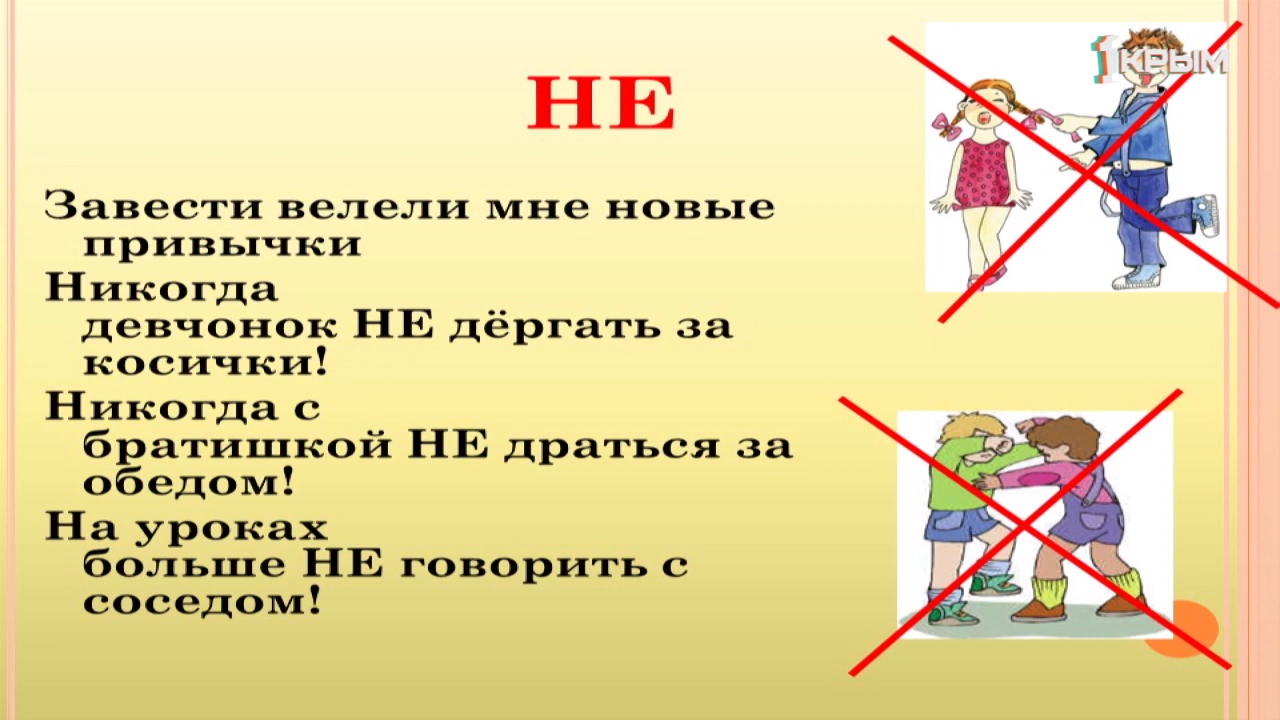 1КРЫМ
НЕ
Завести велели мне новые
привычки
Никогда
девчонок НЕ дёргать за
косички!
Никогда с
братишкой НЕ драться за
обедом!
На уроках
больше НЕ говорить с
соседом!